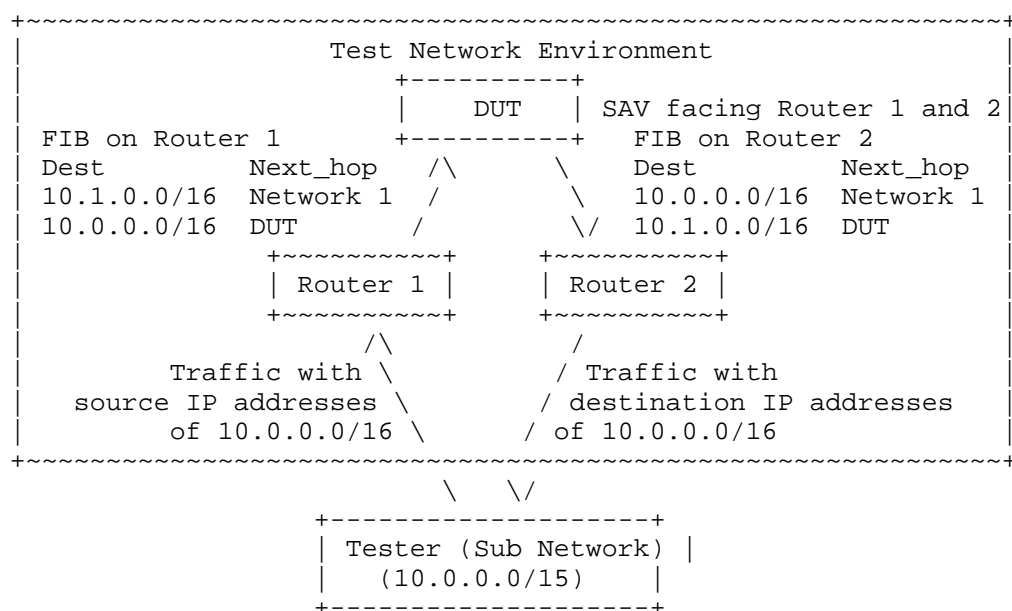 Test Network Environment
DUT SAV facing Router 1 and 2
FIB on Router 1 FIB on Router 2
Dest Next_hop Dest Next_hop
10.1.0.0/16 Network 1 10.0.0.0/16 Network 1
10.0.0.0/16 DUT 10.1.0.0/16 DUT
Router 1 Router 2
Traffic with Traffic with
source IP addresses destination IP addresses
of 10.0.0.0/16 of 10.0.0.0/16
Tester (Sub Network)
(10.0.0.0/15)